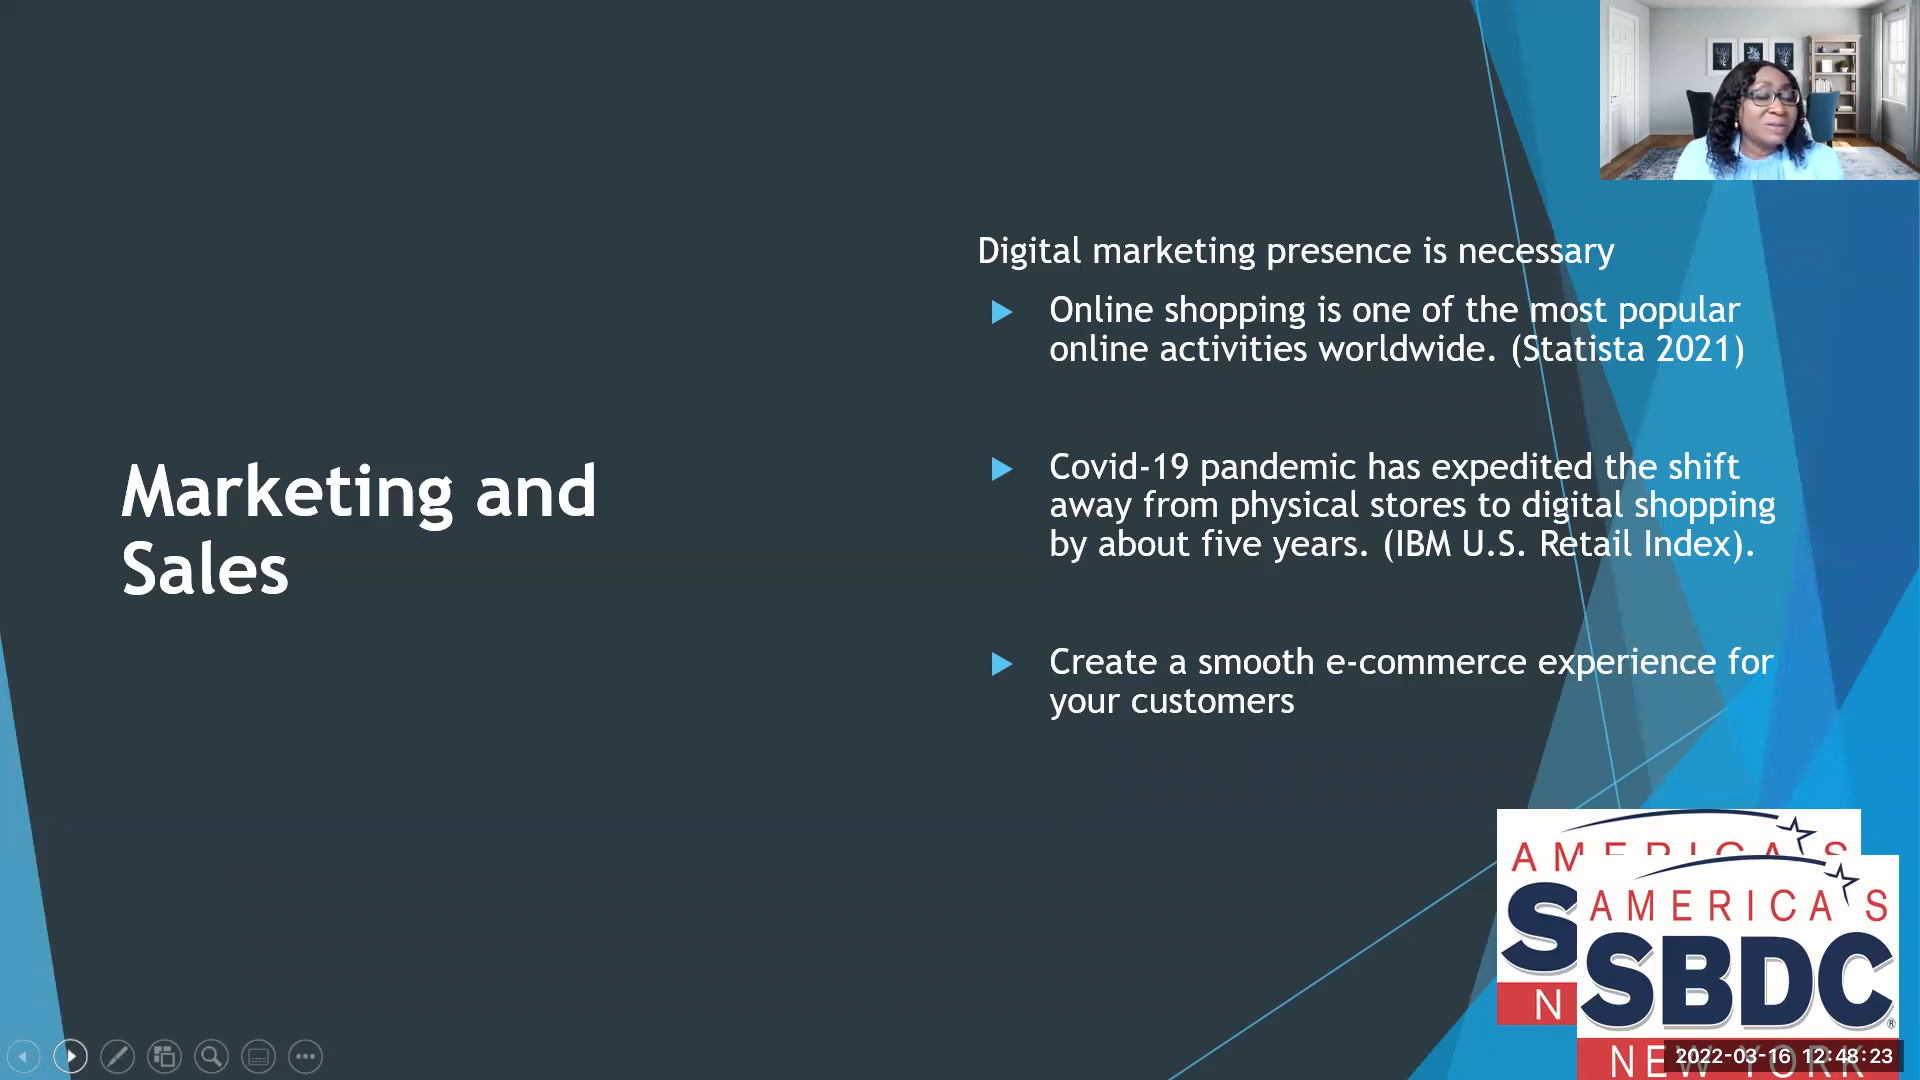 Digital marketing presence is necessary
Online shopping is one of the most popular
online activities worldwide. (Statista 2021)
Marketing and
Sales
Covid-19 pandemic has expedited the shift
away from physical stores to digital shopping
by about five years. (IBM U.S. Retail Index).
Create a smooth e-commerce experience for
your customers
AMERICA'S
S
N
AMERICA'S
SBDC
®
NEW YORK
2022-03-16 12:48:23